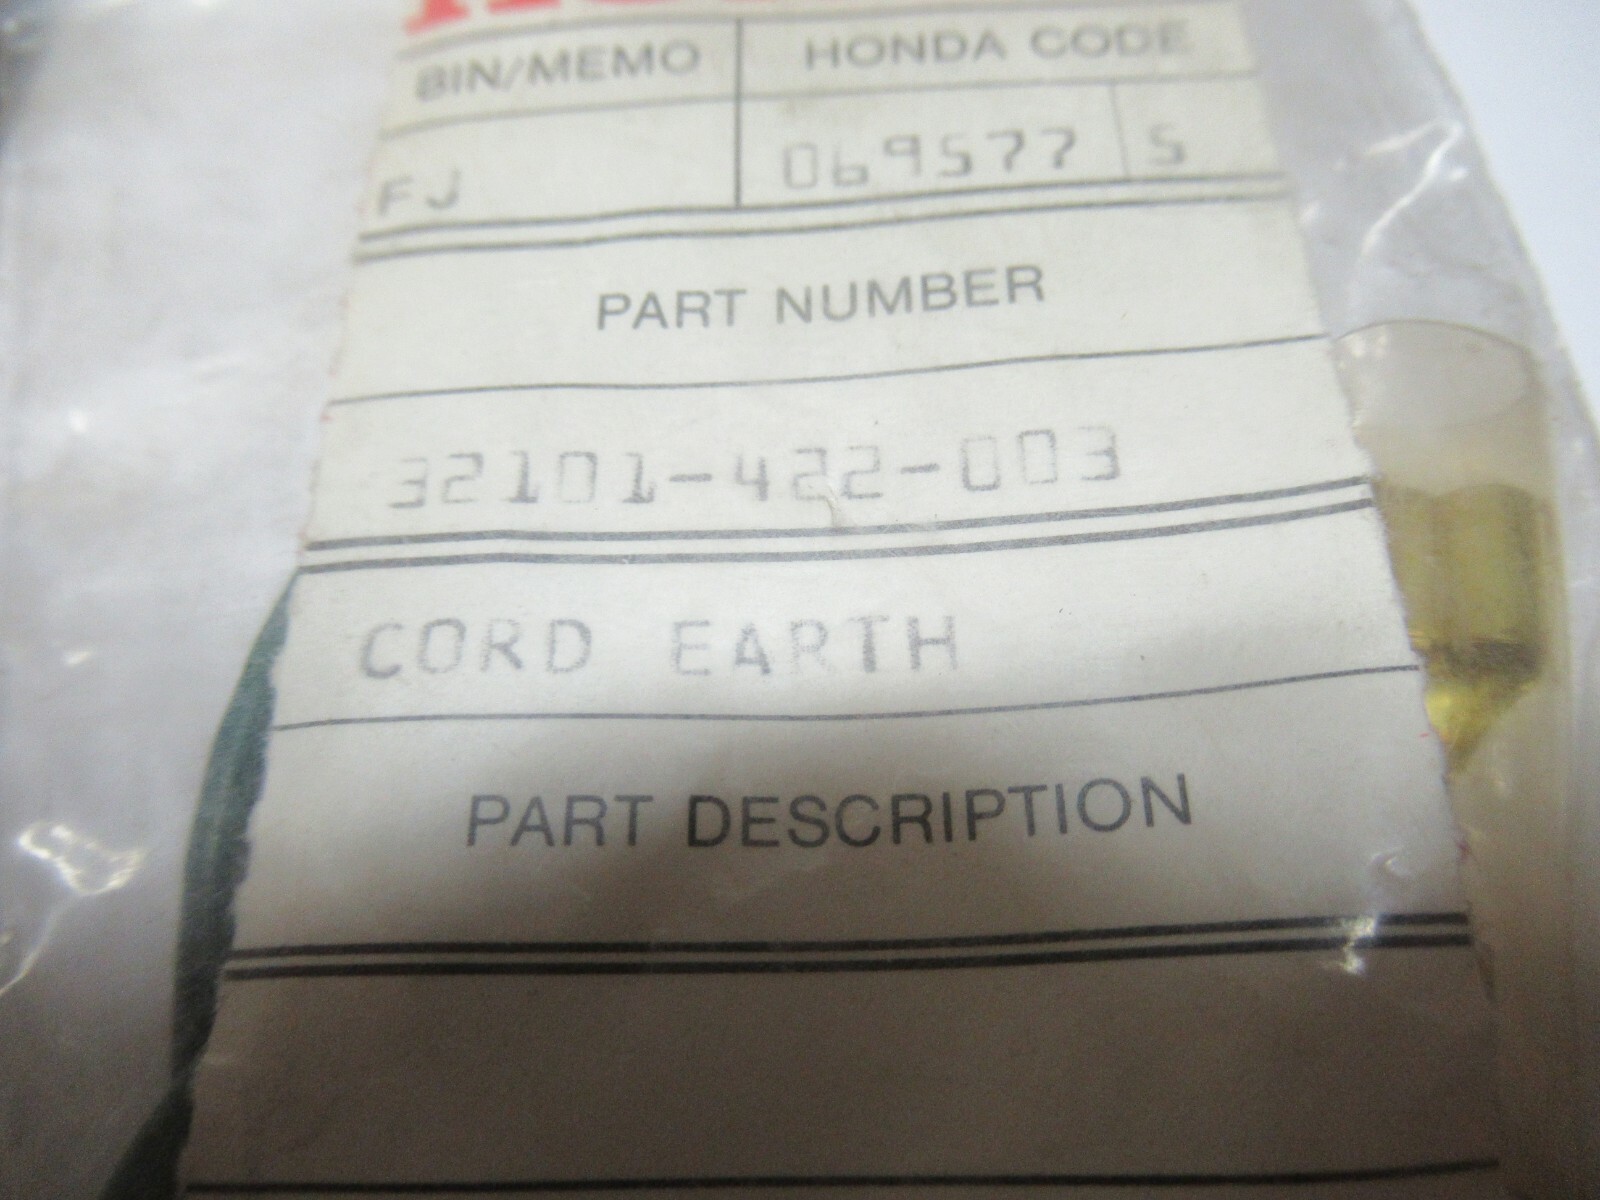 BIN/MEMO HONDA CODE
FJ 069577 S
PART NUMBER
32101-422-003
CORD EARTH
PART DESCRIPTION